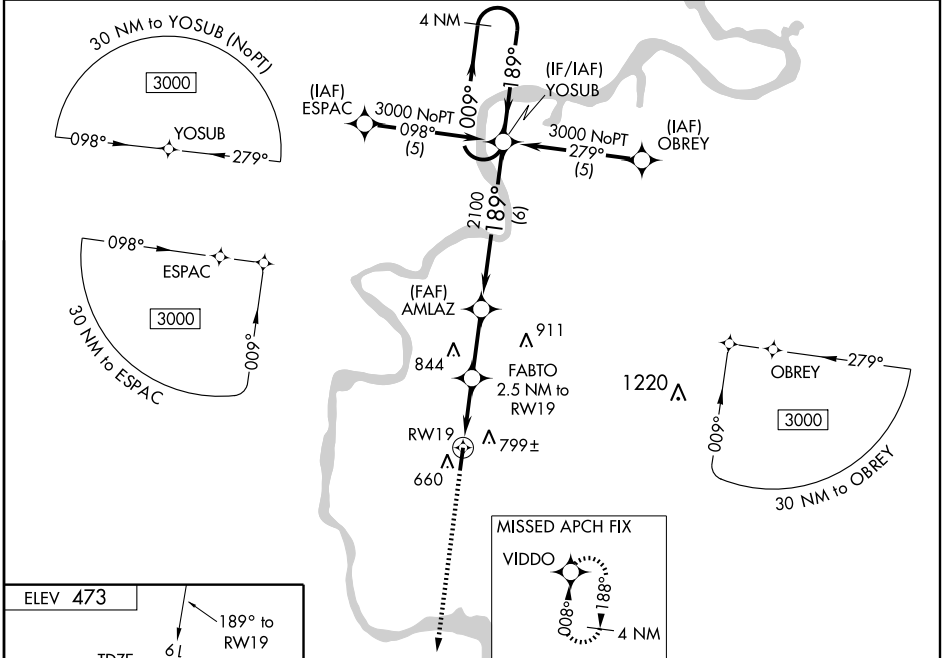 30 NM to YOSUB (NoPT)
3000
098°
YOSUB
279°
4 NM
009°
189°
(IF/IAF)
YOSUB
(IAF)
ESPAC
3000 NoPT
098°
(5)
3000 NoPT
279°
(5)
(IAF)
OBREY
2100
189°
(6)
098°
ESPAC
3000
009°
30 NM to ESPAC
(FAF)
AMLAZ
911
844
FABTO
2.5 NM to
RW19
RW19
799±
660
1220
OBREY
279°
009°
3000
30 NM to OBREY
MISSED APCH FIX
VIDDO
008°
188°
4 NM
ELEV 473
189° to
RW19
19